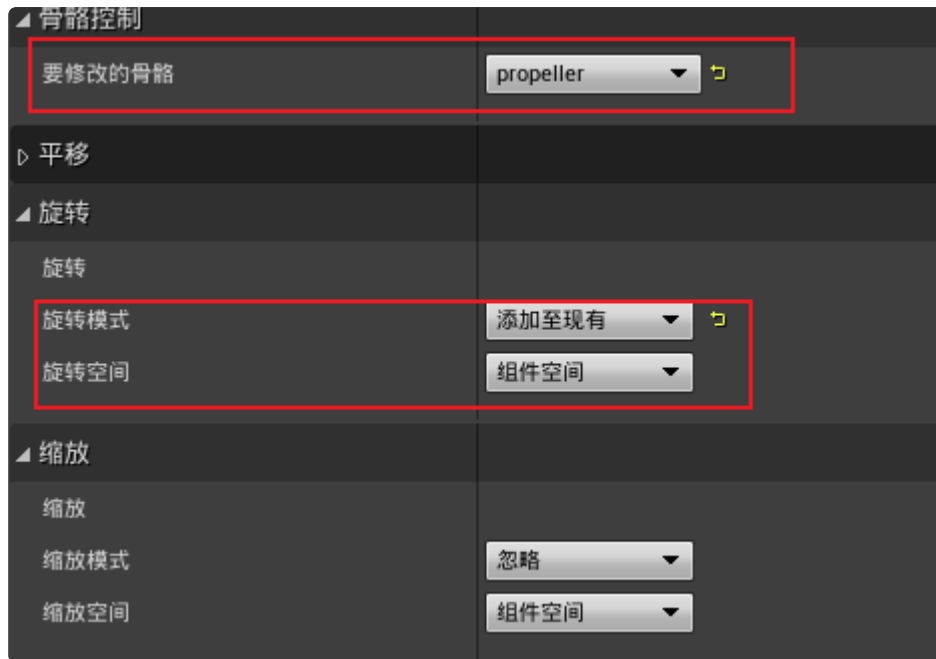 骨骼控制
要修改的骨骼 propeller
平移
旋转
旋转
旋转模式 添加至现有
旋转空间 组件空间
缩放
缩放
缩放模式 忽略
缩放空间 组件空间